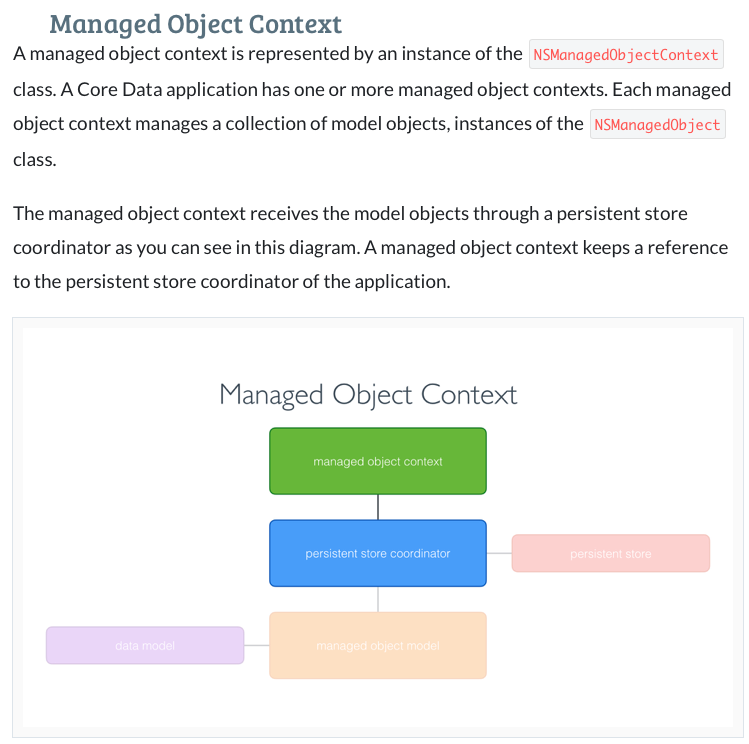 Managed Object Context
A managed object context is represented by an instance of the NSManagedObjectContext
class. A Core Data application has one or more managed object contexts. Each managed
object context manages a collection of model objects, instances of the NSManagedObject
class.
The managed object context receives the model objects through a persistent store
coordinator as you can see in this diagram. A managed object context keeps a reference
to the persistent store coordinator of the application.
Managed Object Context
managed object context
persistent store coordinator
persistent store
data model
managed object model